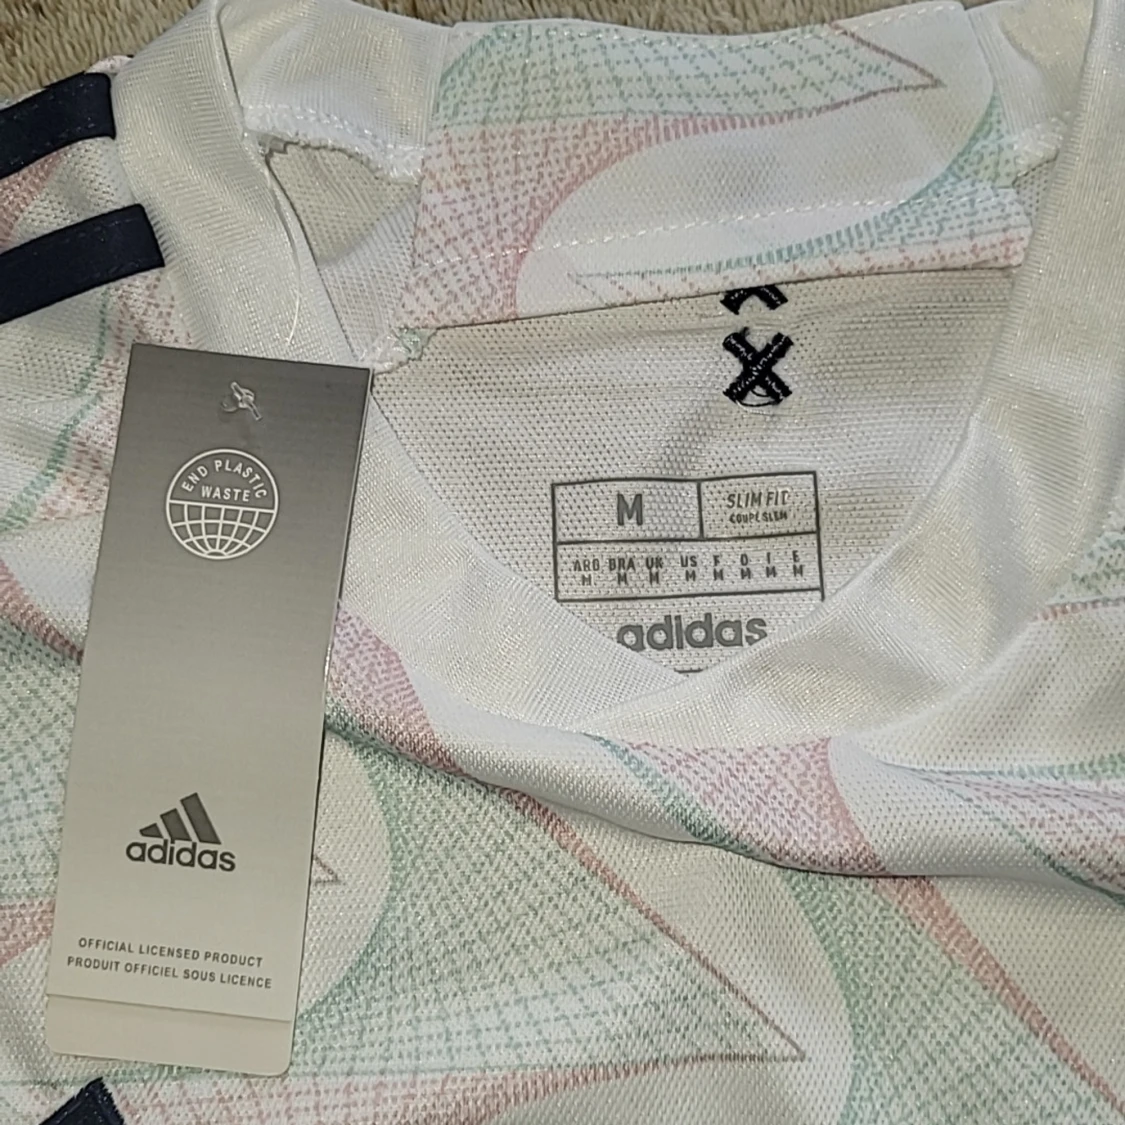 END PLASTIC
WASTE
adidas
OFFICIAL LICENSED PRODUCT
PRODUIT OFFICIEL SOUS LICENCE
M
SLIM FIT
COUPE SLIM
ARG BRA UK US F D I E
M M M M M M M M
adidas